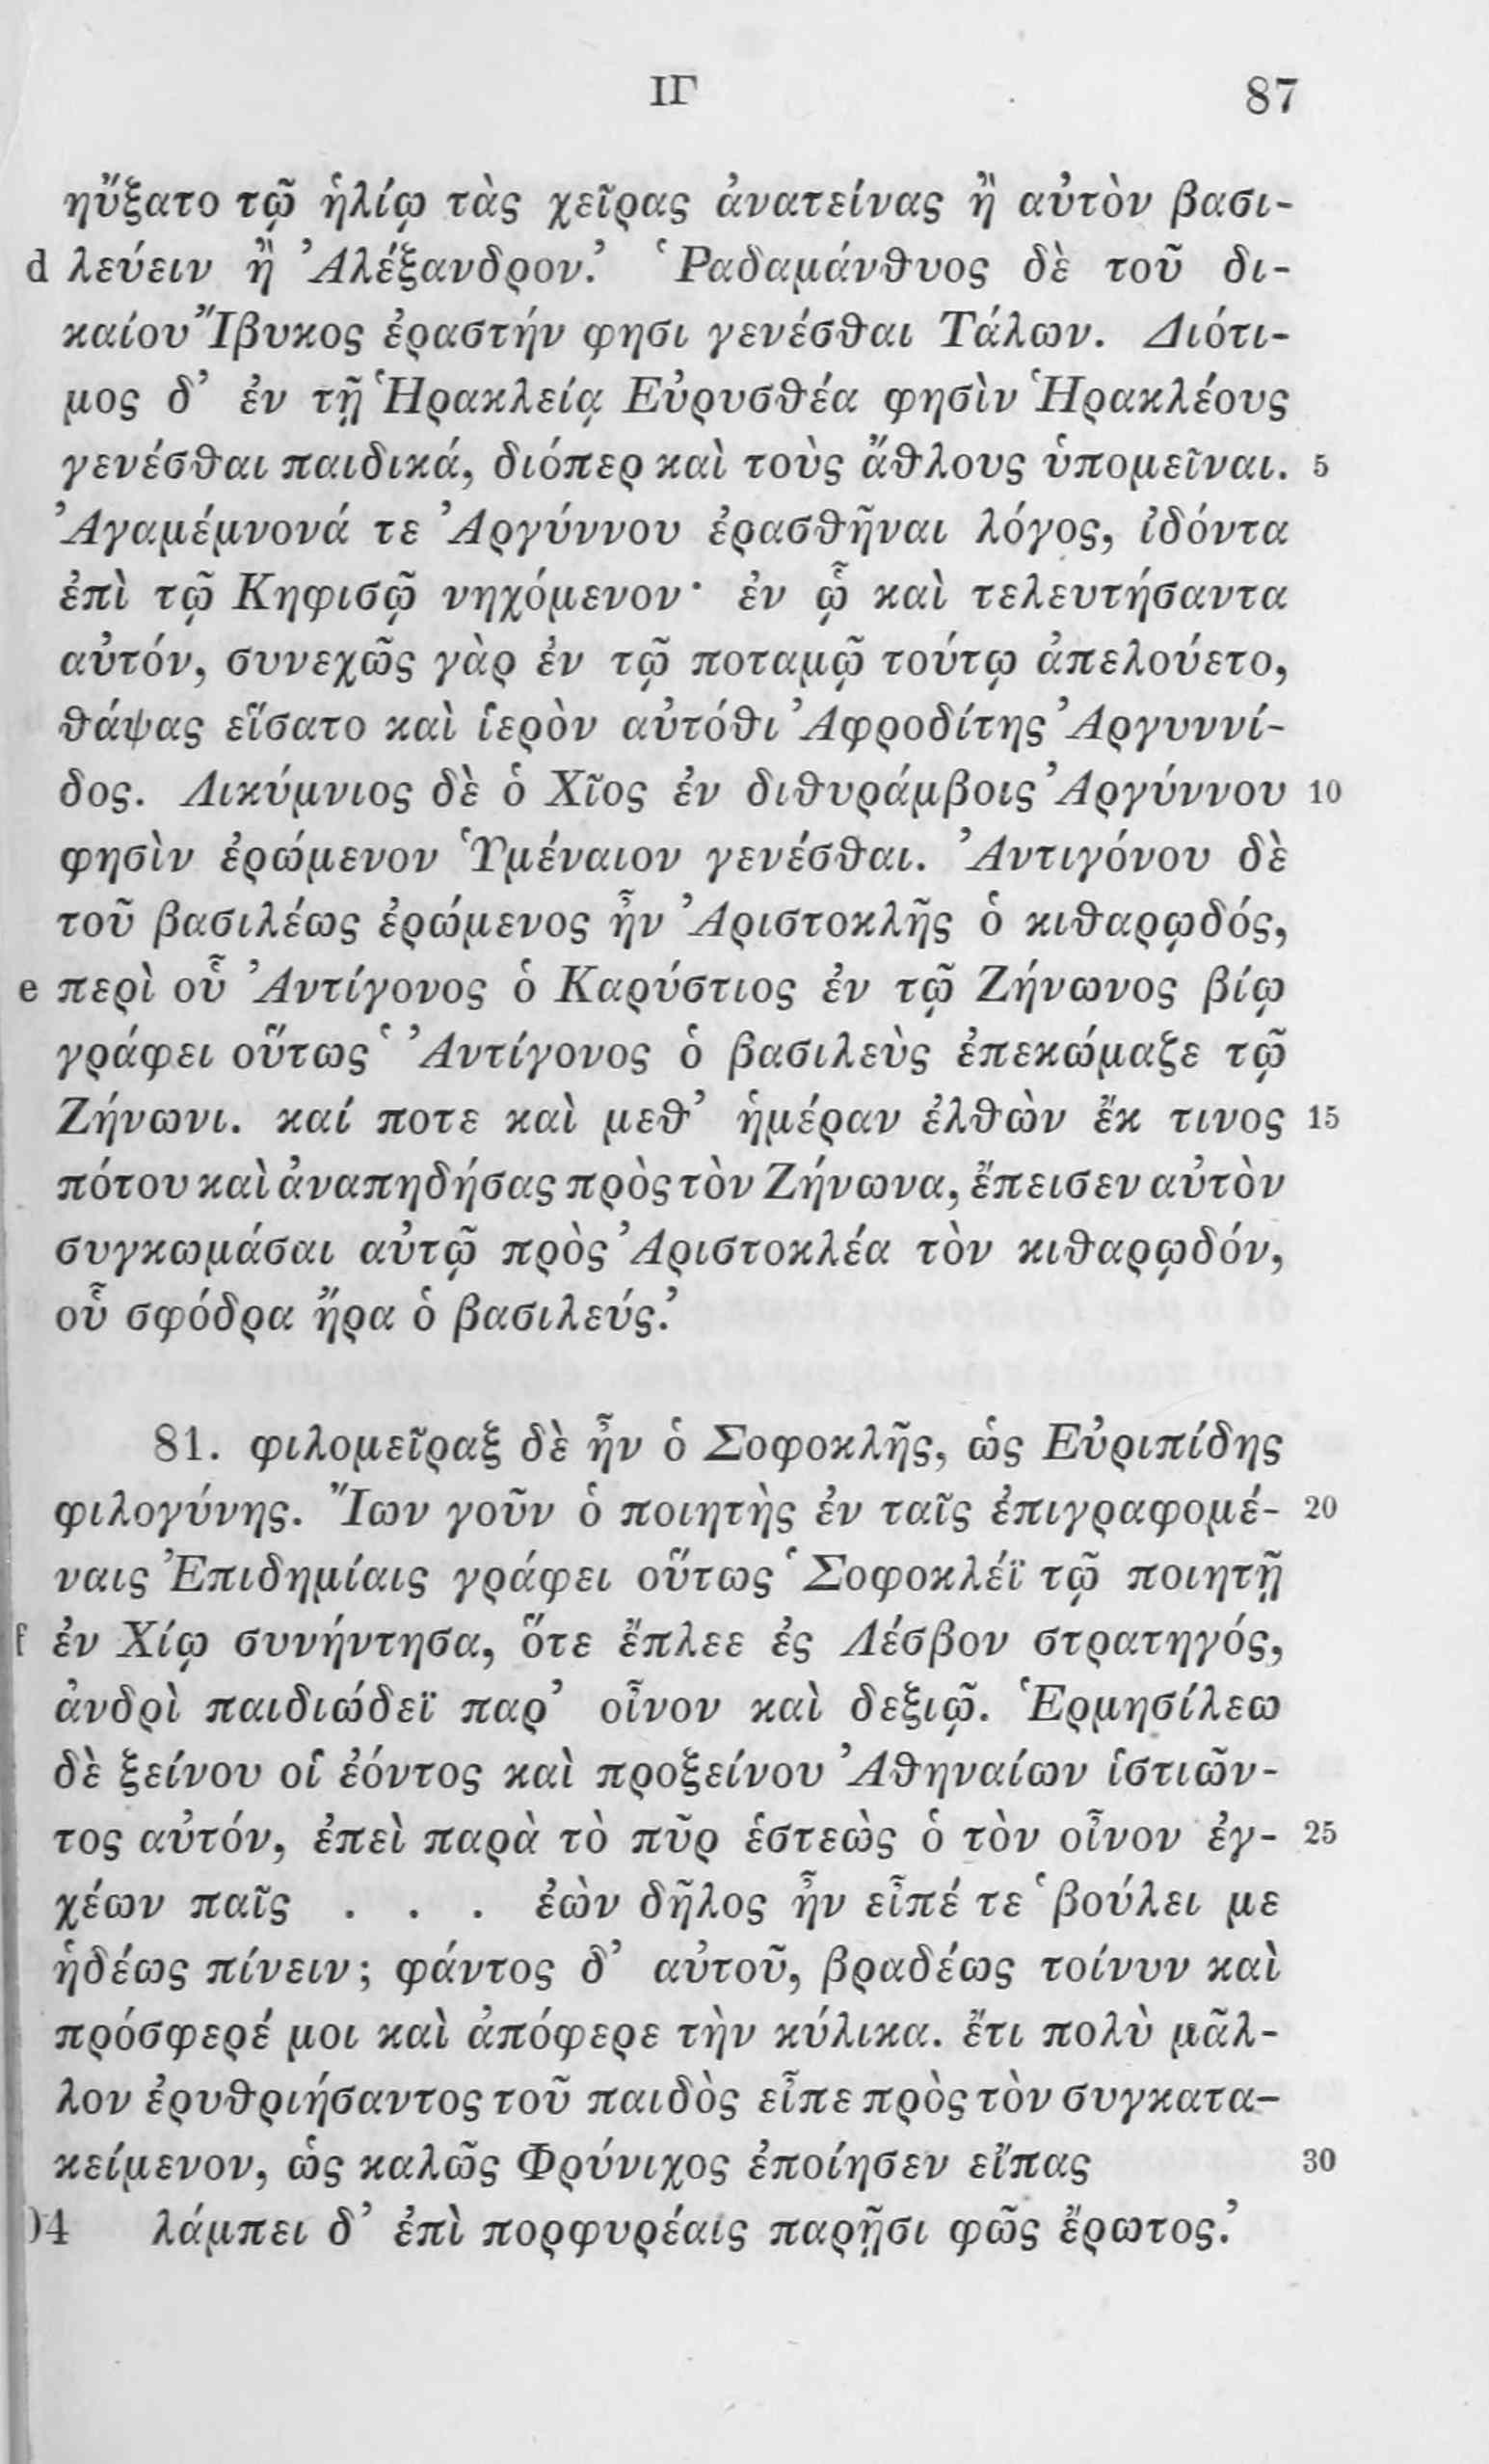 ΙΓ 87
ηὔξατο τῷ ἡλίῳ τὰς χεῖρας ἀνατείνας ἢ αὐτὸν βασι-
d λεύειν ἢ Ἀλέξανδρον.’ Ῥαδαμάνθυος δὲ τοῦ δι-
καίου Ἴβυκος ἐραστήν φησι γενέσθαι Τάλων. Διότι-
μος δ’ ἐν τῇ Ἡρακλείᾳ Εὐρυσθέα φησὶν Ἡρακλέους
γενέσθαι παιδικά, διόπερ καὶ τοὺς ἄθλους ὑπομεῖναι. 5
Ἀγαμέμνονά τε Ἀργύννου ἐρασθῆναι λόγος, ἰδόντα
ἐπὶ τῷ Κηφισῷ νηχόμενον· ἐν ᾧ καὶ τελευτήσαντα
αὐτόν, συνεχῶς γὰρ ἐν τῷ ποταμῷ τούτῳ ἀπελούετο,
θάψας εἵσατο καὶ ἱερὸν αὐτόθι Ἀφροδίτης Ἀργυννί-
δος. Λικύμνιος δὲ ὁ Χῖος ἐν διθυράμβοις Ἀργύννου 10
φησὶν ἐρώμενον Ὑμέναιον γενέσθαι. Ἀντιγόνου δὲ
τοῦ βασιλέως ἐρώμενος ἦν Ἀριστοκλῆς ὁ κιθαρῳδός,
e περὶ οὗ Ἀντίγονος ὁ Καρύστιος ἐν τῷ Ζήνωνος βίῳ
γράφει οὕτως ‘Ἀντίγονος ὁ βασιλεὺς ἐπεκώμαζε τῷ
Ζήνωνι. καί ποτε καὶ μεθ’ ἡμέραν ἐλθὼν ἔκ τινος 15
πότου καὶ ἀναπηδήσας πρὸς τὸν Ζήνωνα, ἔπεισεν αὐτὸν
συγκωμάσαι αὐτῷ πρὸς Ἀριστοκλέα τὸν κιθαρῳδόν,
οὗ σφόδρα ἤρα ὁ βασιλεύς.’
81. φιλομεῖραξ δὲ ἦν ὁ Σοφοκλῆς, ὡς Εὐριπίδης
φιλογύνης. Ἴων γοῦν ὁ ποιητὴς ἐν ταῖς ἐπιγραφομέ- 20
ναις Ἐπιδημίαις γράφει οὕτως ‘Σοφοκλέϊ τῷ ποιητῇ
f ἐν Χίῳ συνήντησα, ὅτε ἔπλεε ἐς Λέσβον στρατηγός,
ἀνδρὶ παιδιώδεϊ παρ’ οἶνον καὶ δεξιῷ. Ἑρμησίλεω
δὲ ξείνου οἱ ἐόντος καὶ προξείνου Ἀθηναίων ἱστιῶν-
τος αὐτόν, ἐπεὶ παρὰ τὸ πῦρ ἑστεὼς ὁ τὸν οἶνον ἐγ- 25
χέων παῖς . . . ἐὼν δῆλος ἦν εἶπέ τε ‘βούλει με
ἡδέως πίνειν; φάντος δ’ αὐτοῦ, βραδέως τοίνυν καὶ
πρόσφερέ μοι καὶ ἀπόφερε τὴν κύλικα. ἔτι πολὺ μᾶλ-
λον ἐρυθριήσαντος τοῦ παιδὸς εἶπε πρὸς τὸν συγκατα-
κείμενον, ὡς καλῶς Φρύνιχος ἐποίησεν εἴπας 30
04 λάμπει δ’ ἐπὶ πορφυρέαις παρῇσι φῶς ἔρωτος.’